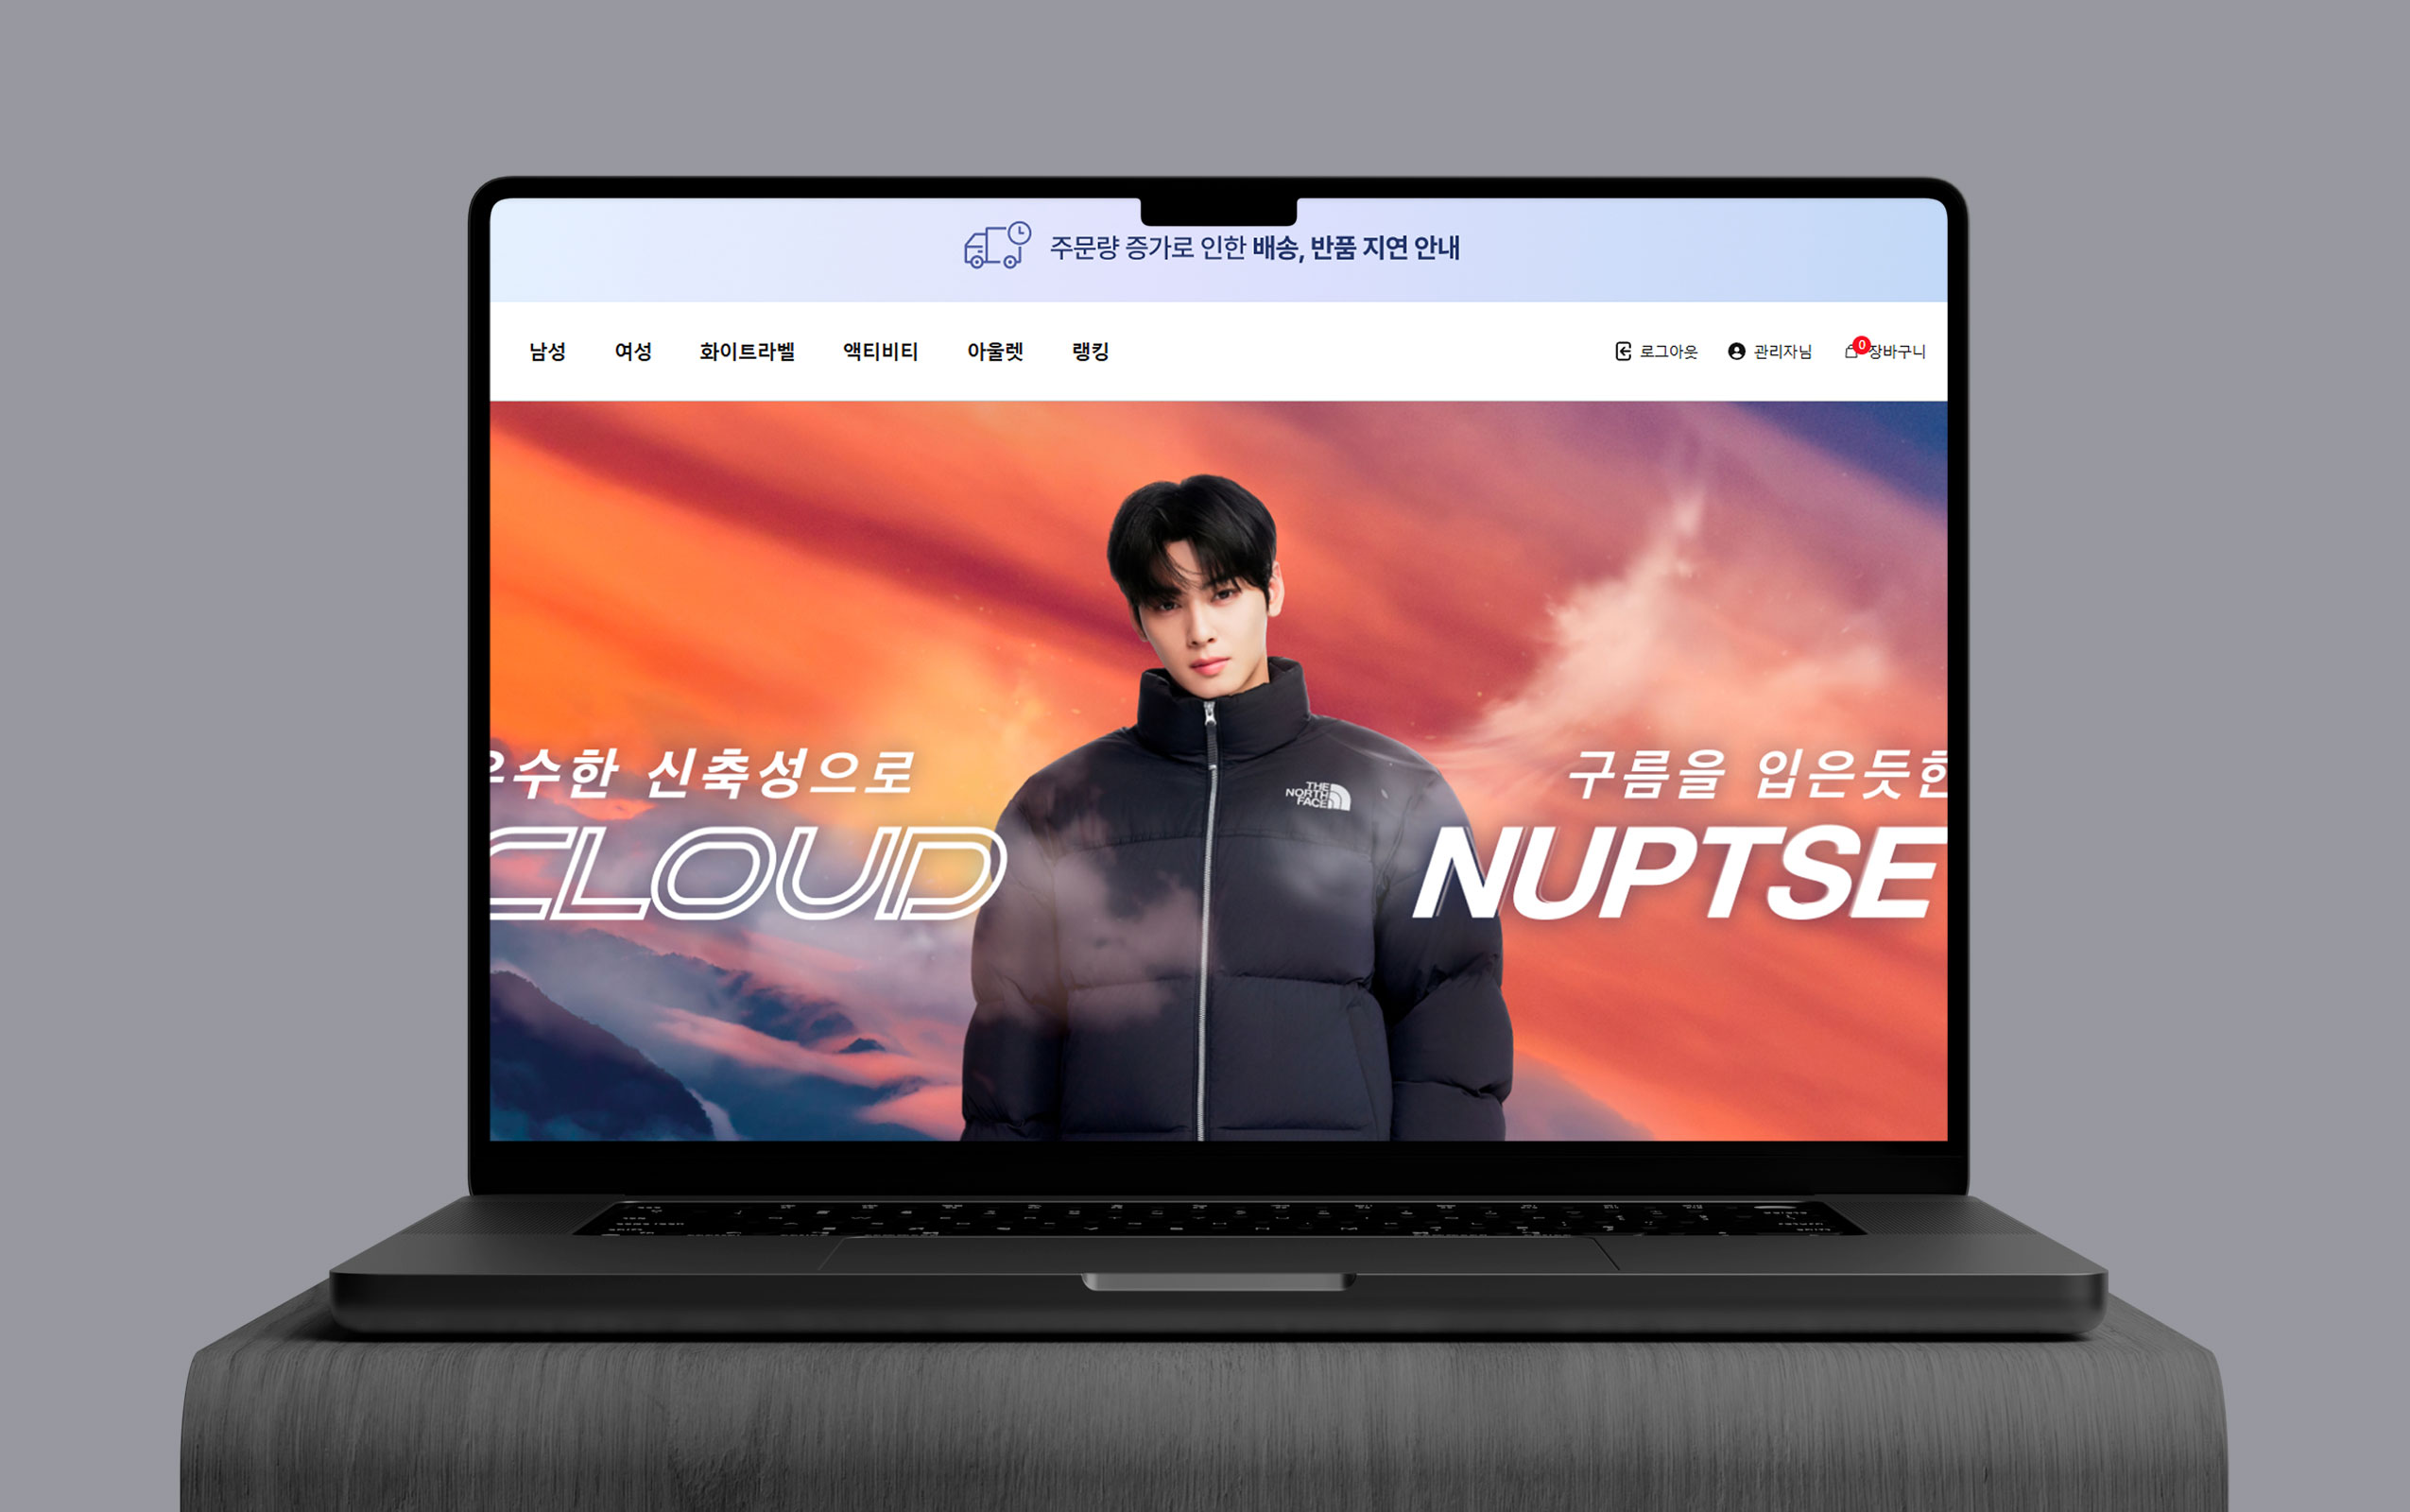 주문량 증가로 인한 배송, 반품 지연 안내
남성 여성 화이트라벨 액티비티 아울렛 랭킹 로그아웃 관리자님 0 장바구니
우수한 신축성으로
CLOUD
구름을 입은듯한
NUPTSE
THE
NORTH
FACE